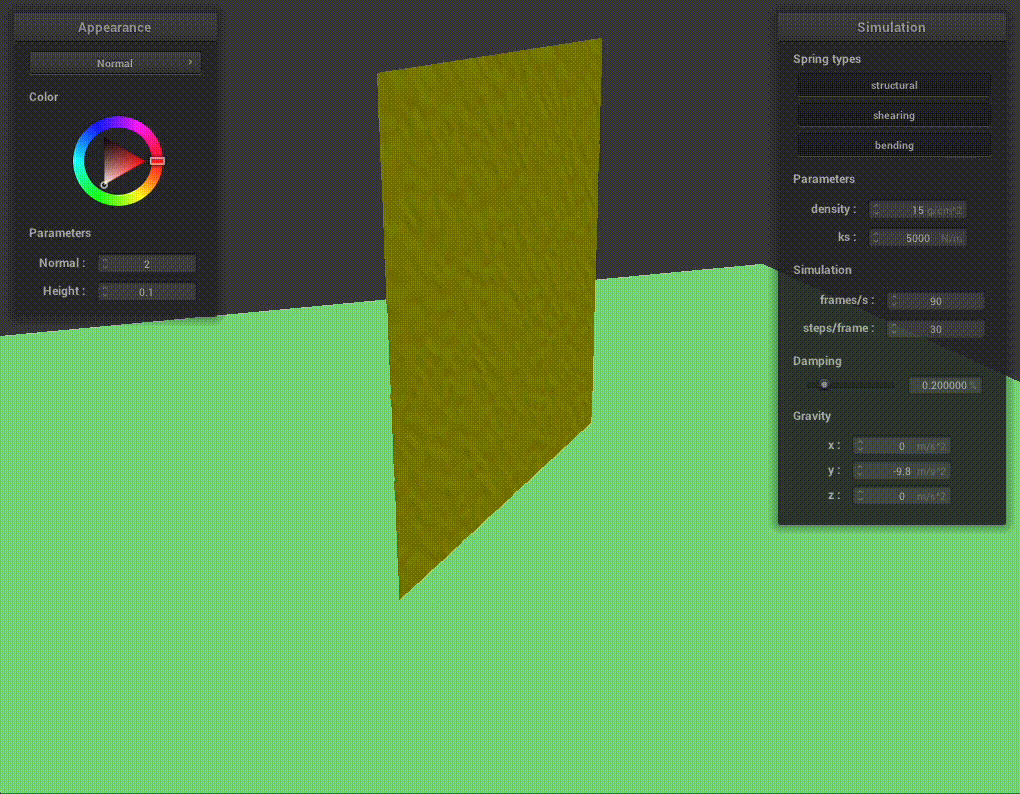 Appearance
Normal
Color
Parameters
Normal : 2
Height : 0.1
Simulation
Spring types
structural
shearing
bending
Parameters
density : 15 g/cm^2
ks : 5000 N/m
Simulation
frames/s : 90
steps/frame : 30
Damping
0.200000 %
Gravity
x : 0 m/s^2
y : -9.8 m/s^2
z : 0 m/s^2